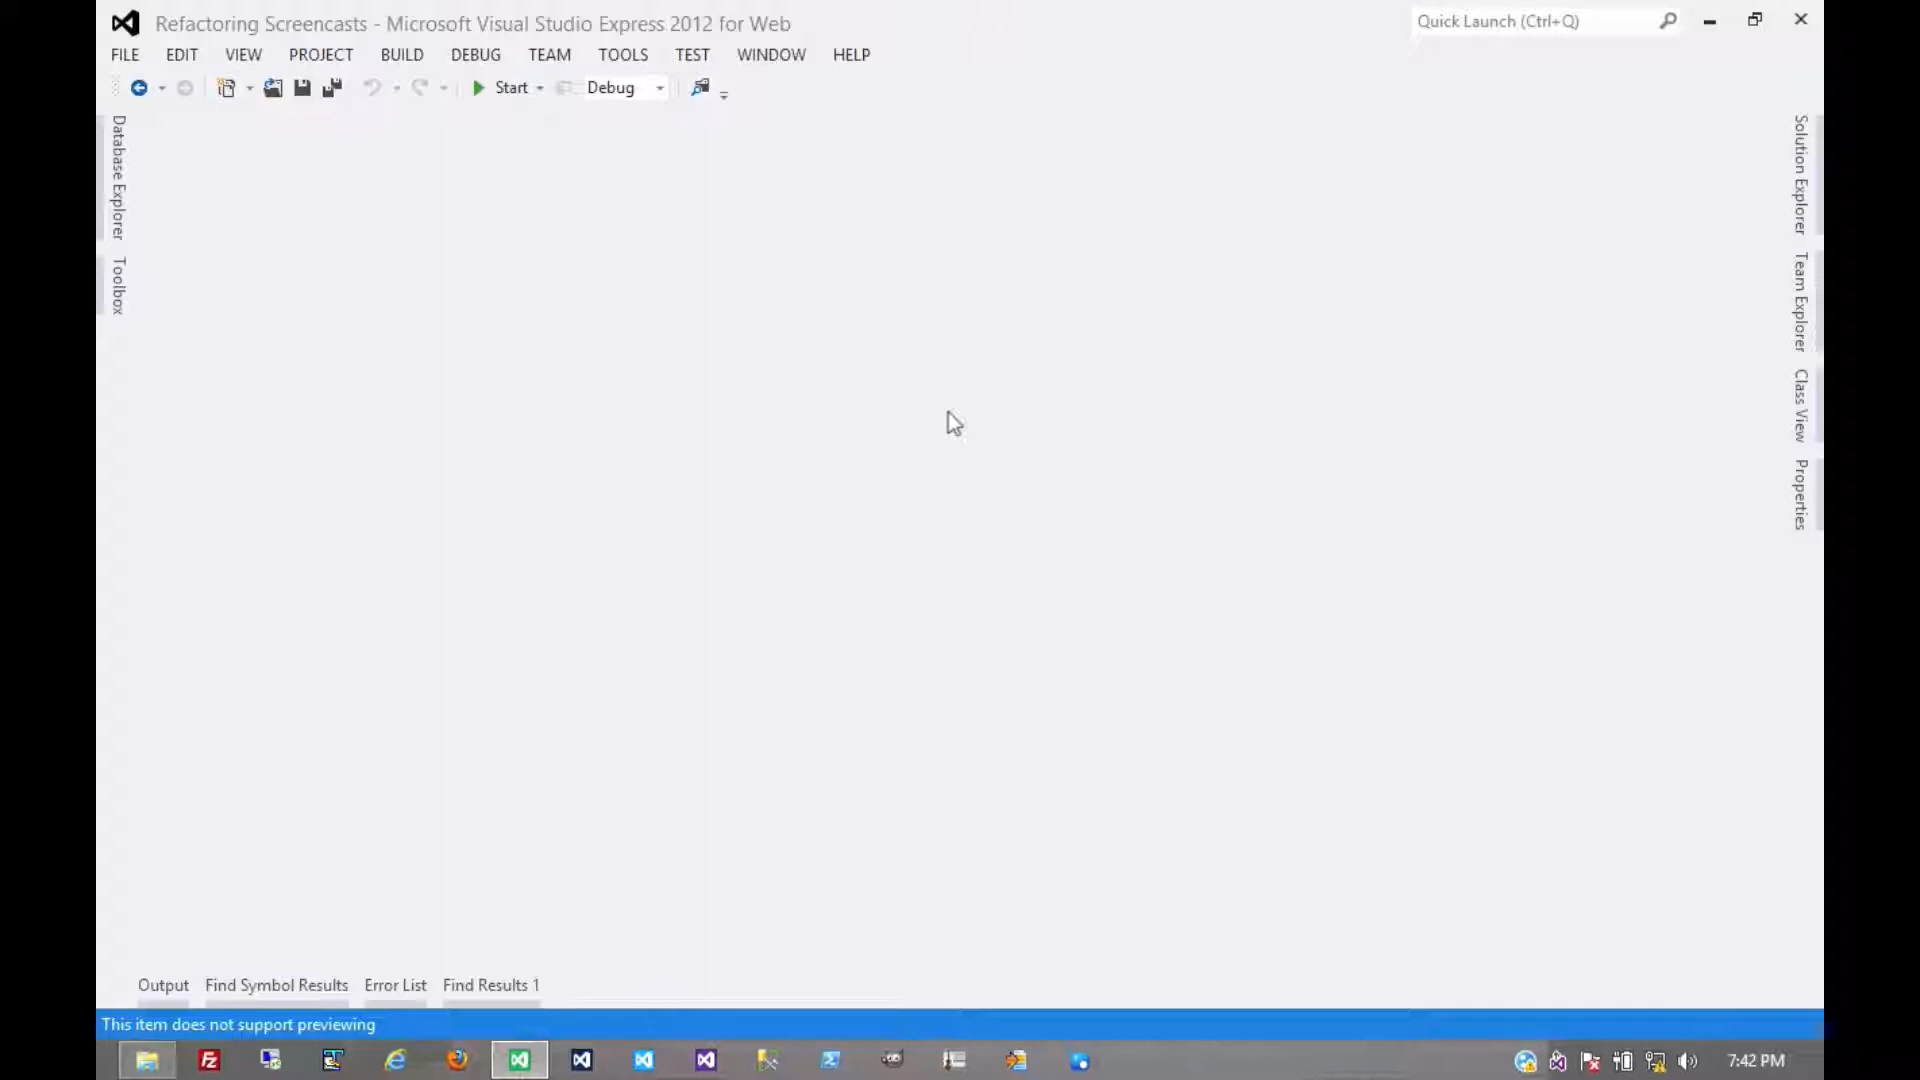 Refactoring Screencasts - Microsoft Visual Studio Express 2012 for Web
Quick Launch (Ctrl+Q)
FILE EDIT VIEW PROJECT BUILD DEBUG TEAM TOOLS TEST WINDOW HELP
Start Debug
Database Explorer
Toolbox
Solution Explorer
Team Explorer
Class View
Properties
Output Find Symbol Results Error List Find Results 1
This item does not support previewing
Fz
7:42 PM